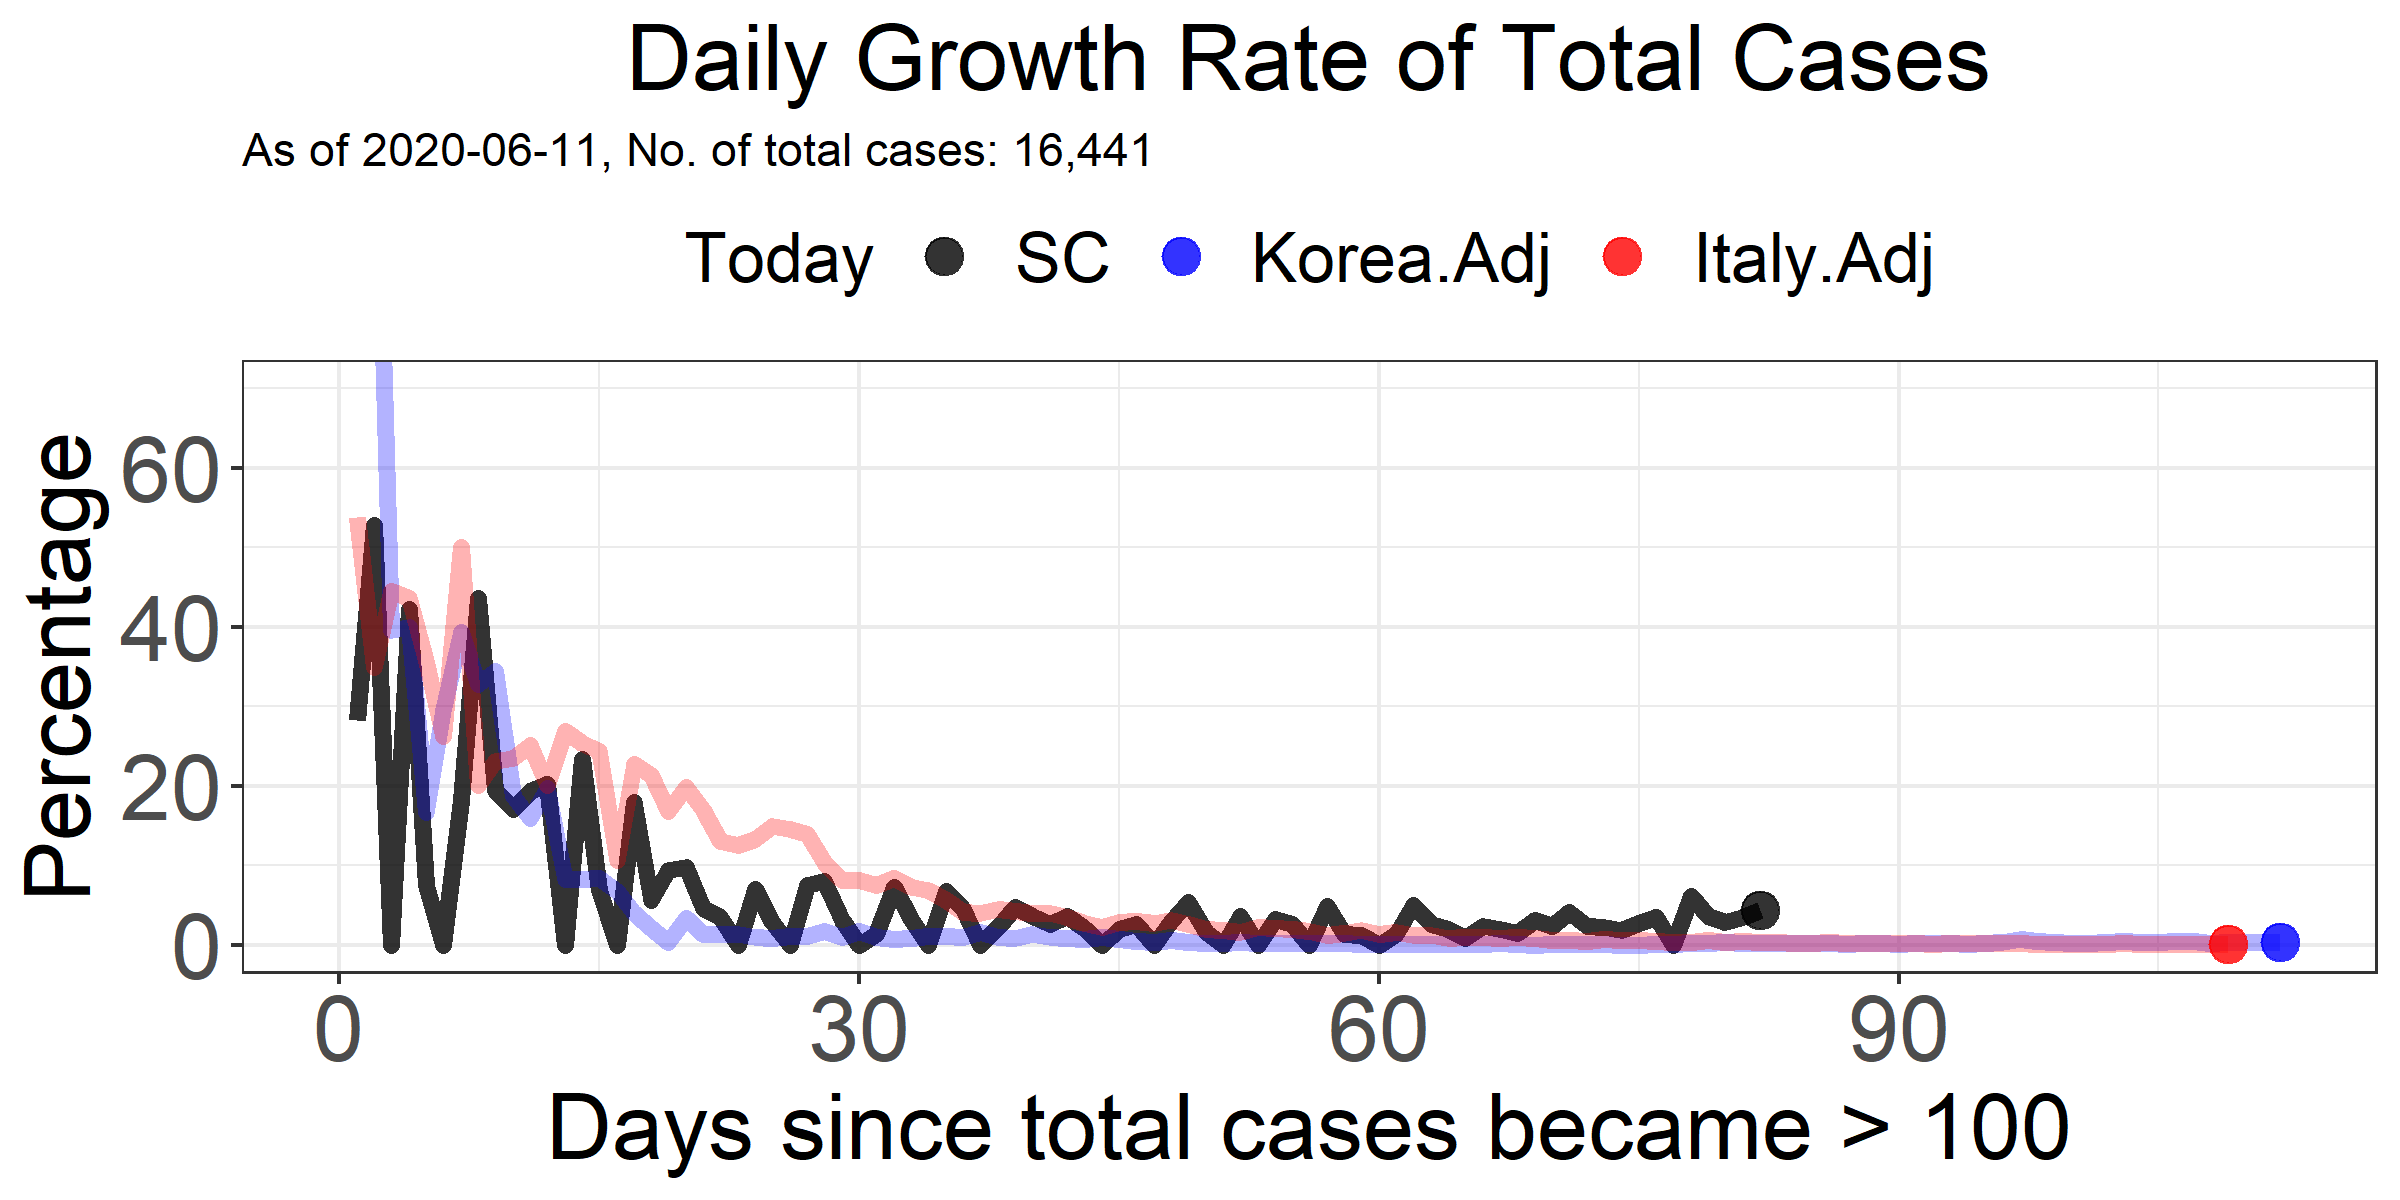 Daily Growth Rate of Total Cases
As of 2020-06-11, No. of total cases: 16,441
Today SC Korea.Adj Italy.Adj
Percentage
60
40
20
0
0 30 60 90
Days since total cases became > 100